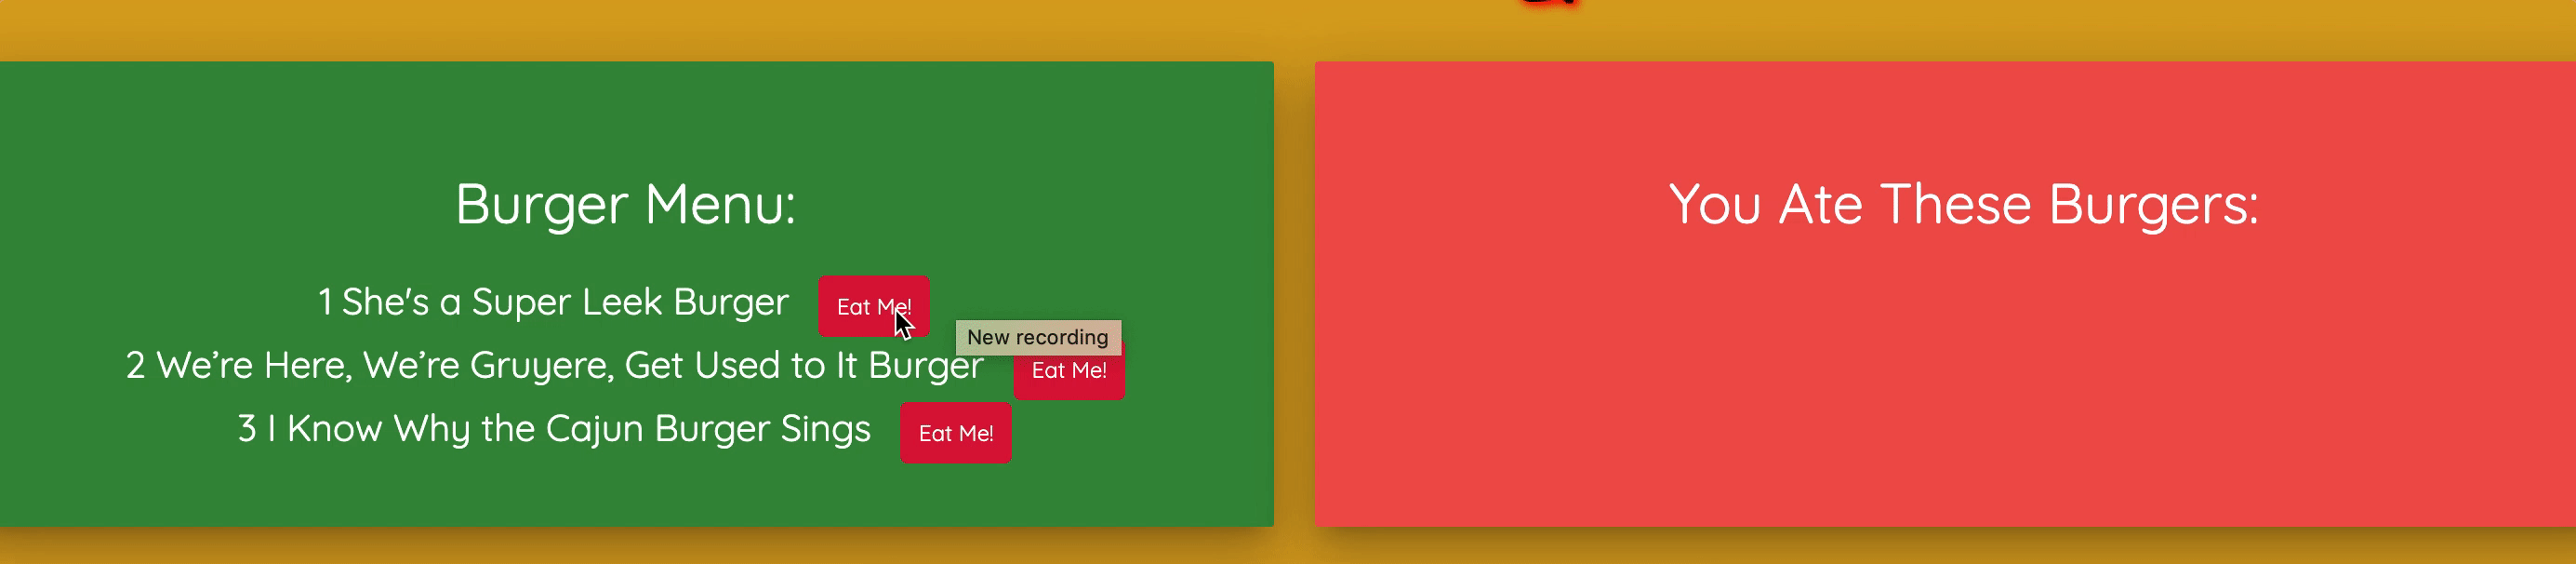 Burger Menu:
1 She's a Super Leek Burger Eat Me!
New recording
2 We’re Here, We’re Gruyere, Get Used to It Burger Eat Me!
3 I Know Why the Cajun Burger Sings Eat Me!
You Ate These Burgers: